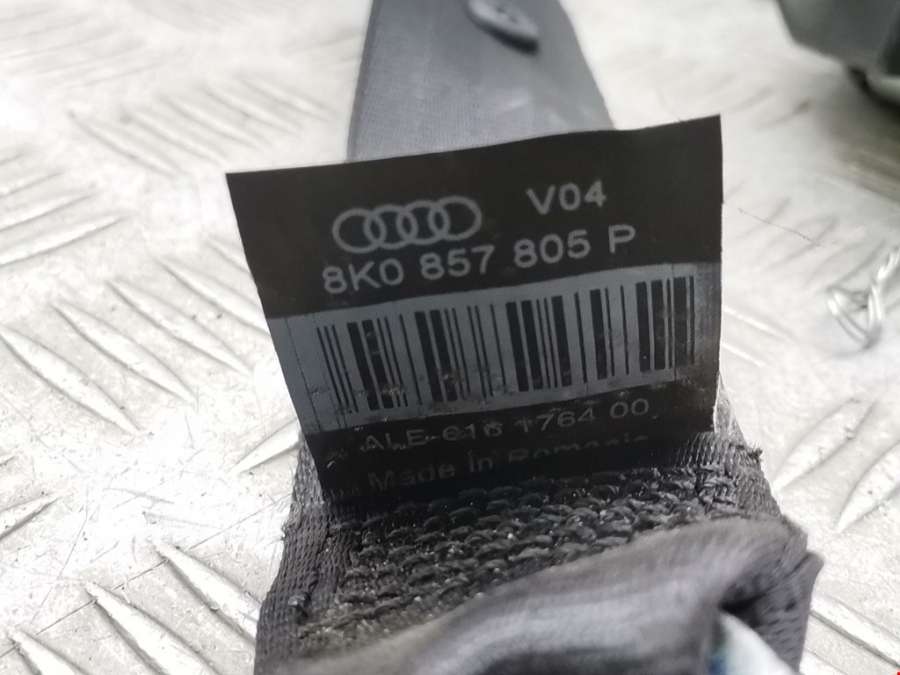 V04
8K0 857 805 P
ALE-616 1764 00
Made In Romania